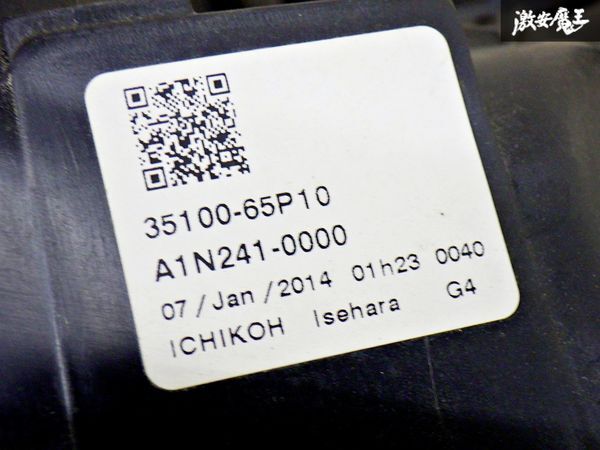 激安魔王
35100-65P10
A1N241-0000
07/Jan/2014 01h23 0040
ICHIKOH Isehara G4